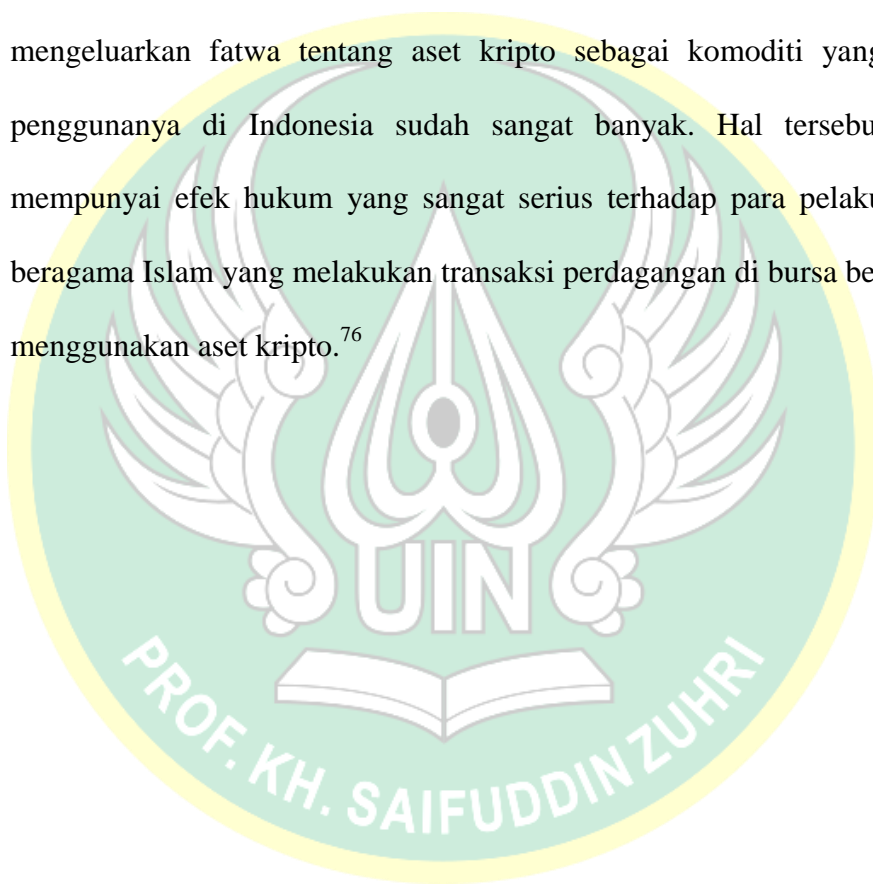 mengeluarkan fatwa tentang aset kripto sebagai komoditi yang
penggunanya di Indonesia sudah sangat banyak. Hal
mempunyai efek hukum yang sangat serius terhadap para
beragama Islam yang melakukan transaksi perdagangan di bursa
menggunakan aset kripto.76
UIN
PROF. KH. SAIFUDDIN ZUHRI